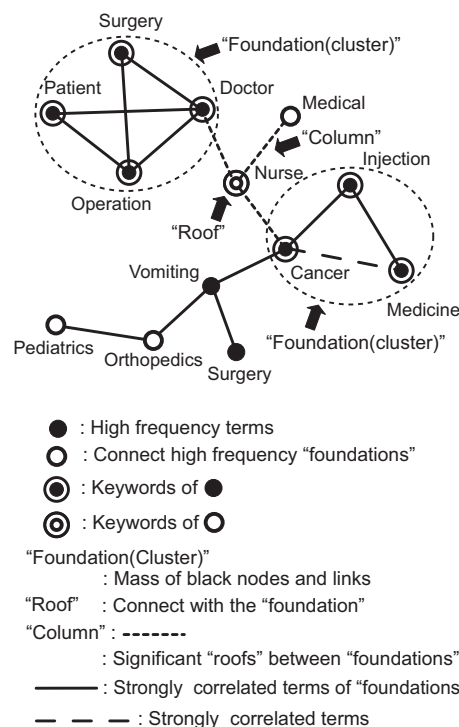 Surgery
"Foundation(cluster)"
Patient
Doctor
Medical
"Column"
Injection
Nurse
Operation
"Roof"
Vomiting
Cancer
Medicine
"Foundation(cluster)"
Pediatrics
Orthopedics
Surgery
: High frequency terms
: Connect high frequency "foundations"
: Keywords of
: Keywords of
"Foundation(Cluster)"
: Mass of black nodes and links
"Roof" : Connect with the "foundation"
"Column" :
: Significant "roofs" between "foundations"
: Strongly correlated terms of "foundations
: Strongly correlated terms